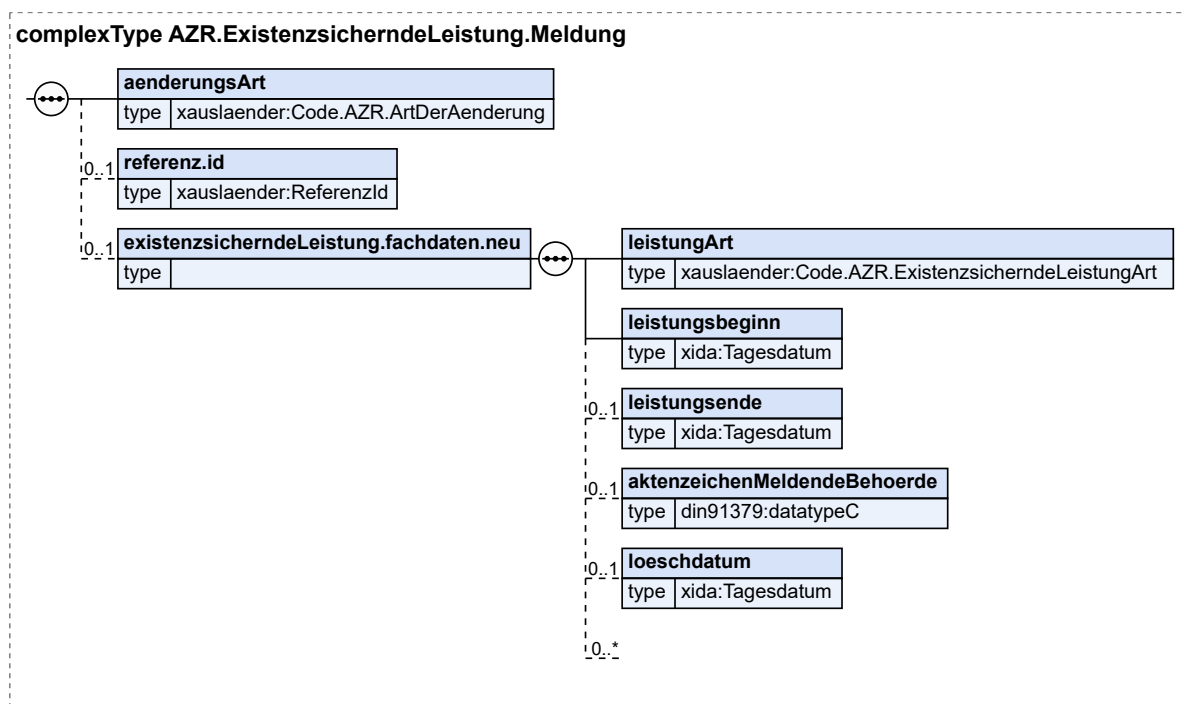 complexType AZR.ExistenzsicherndeLeistung.Meldung
aenderungsArt
type xauslaender:Code.AZR.ArtDerAenderung
0..1 referenz.id
type xauslaender:ReferenzId
0..1 existenzsicherndeLeistung.fachdaten.neu
type
leistungArt
type xauslaender:Code.AZR.ExistenzsicherndeLeistungArt
leistungsbeginn
type xida:Tagesdatum
0..1 leistungsende
type xida:Tagesdatum
0..1 aktenzeichenMeldendeBehoerde
type din91379:datatypeC
0..1 loeschdatum
type xida:Tagesdatum
0..*